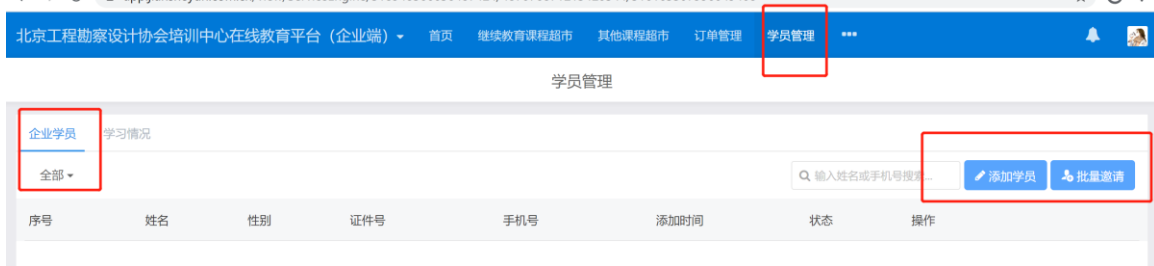 北京工程勘察设计协会培训中心在线教育平台（企业端） 首页 继续教育课程超市 其他课程超市 订单管理 学员管理 •••
学员管理
企业学员 学习情况
全部 输入姓名或手机号搜索... 添加学员 批量邀请
序号 姓名 性别 证件号 手机号 添加时间 状态 操作